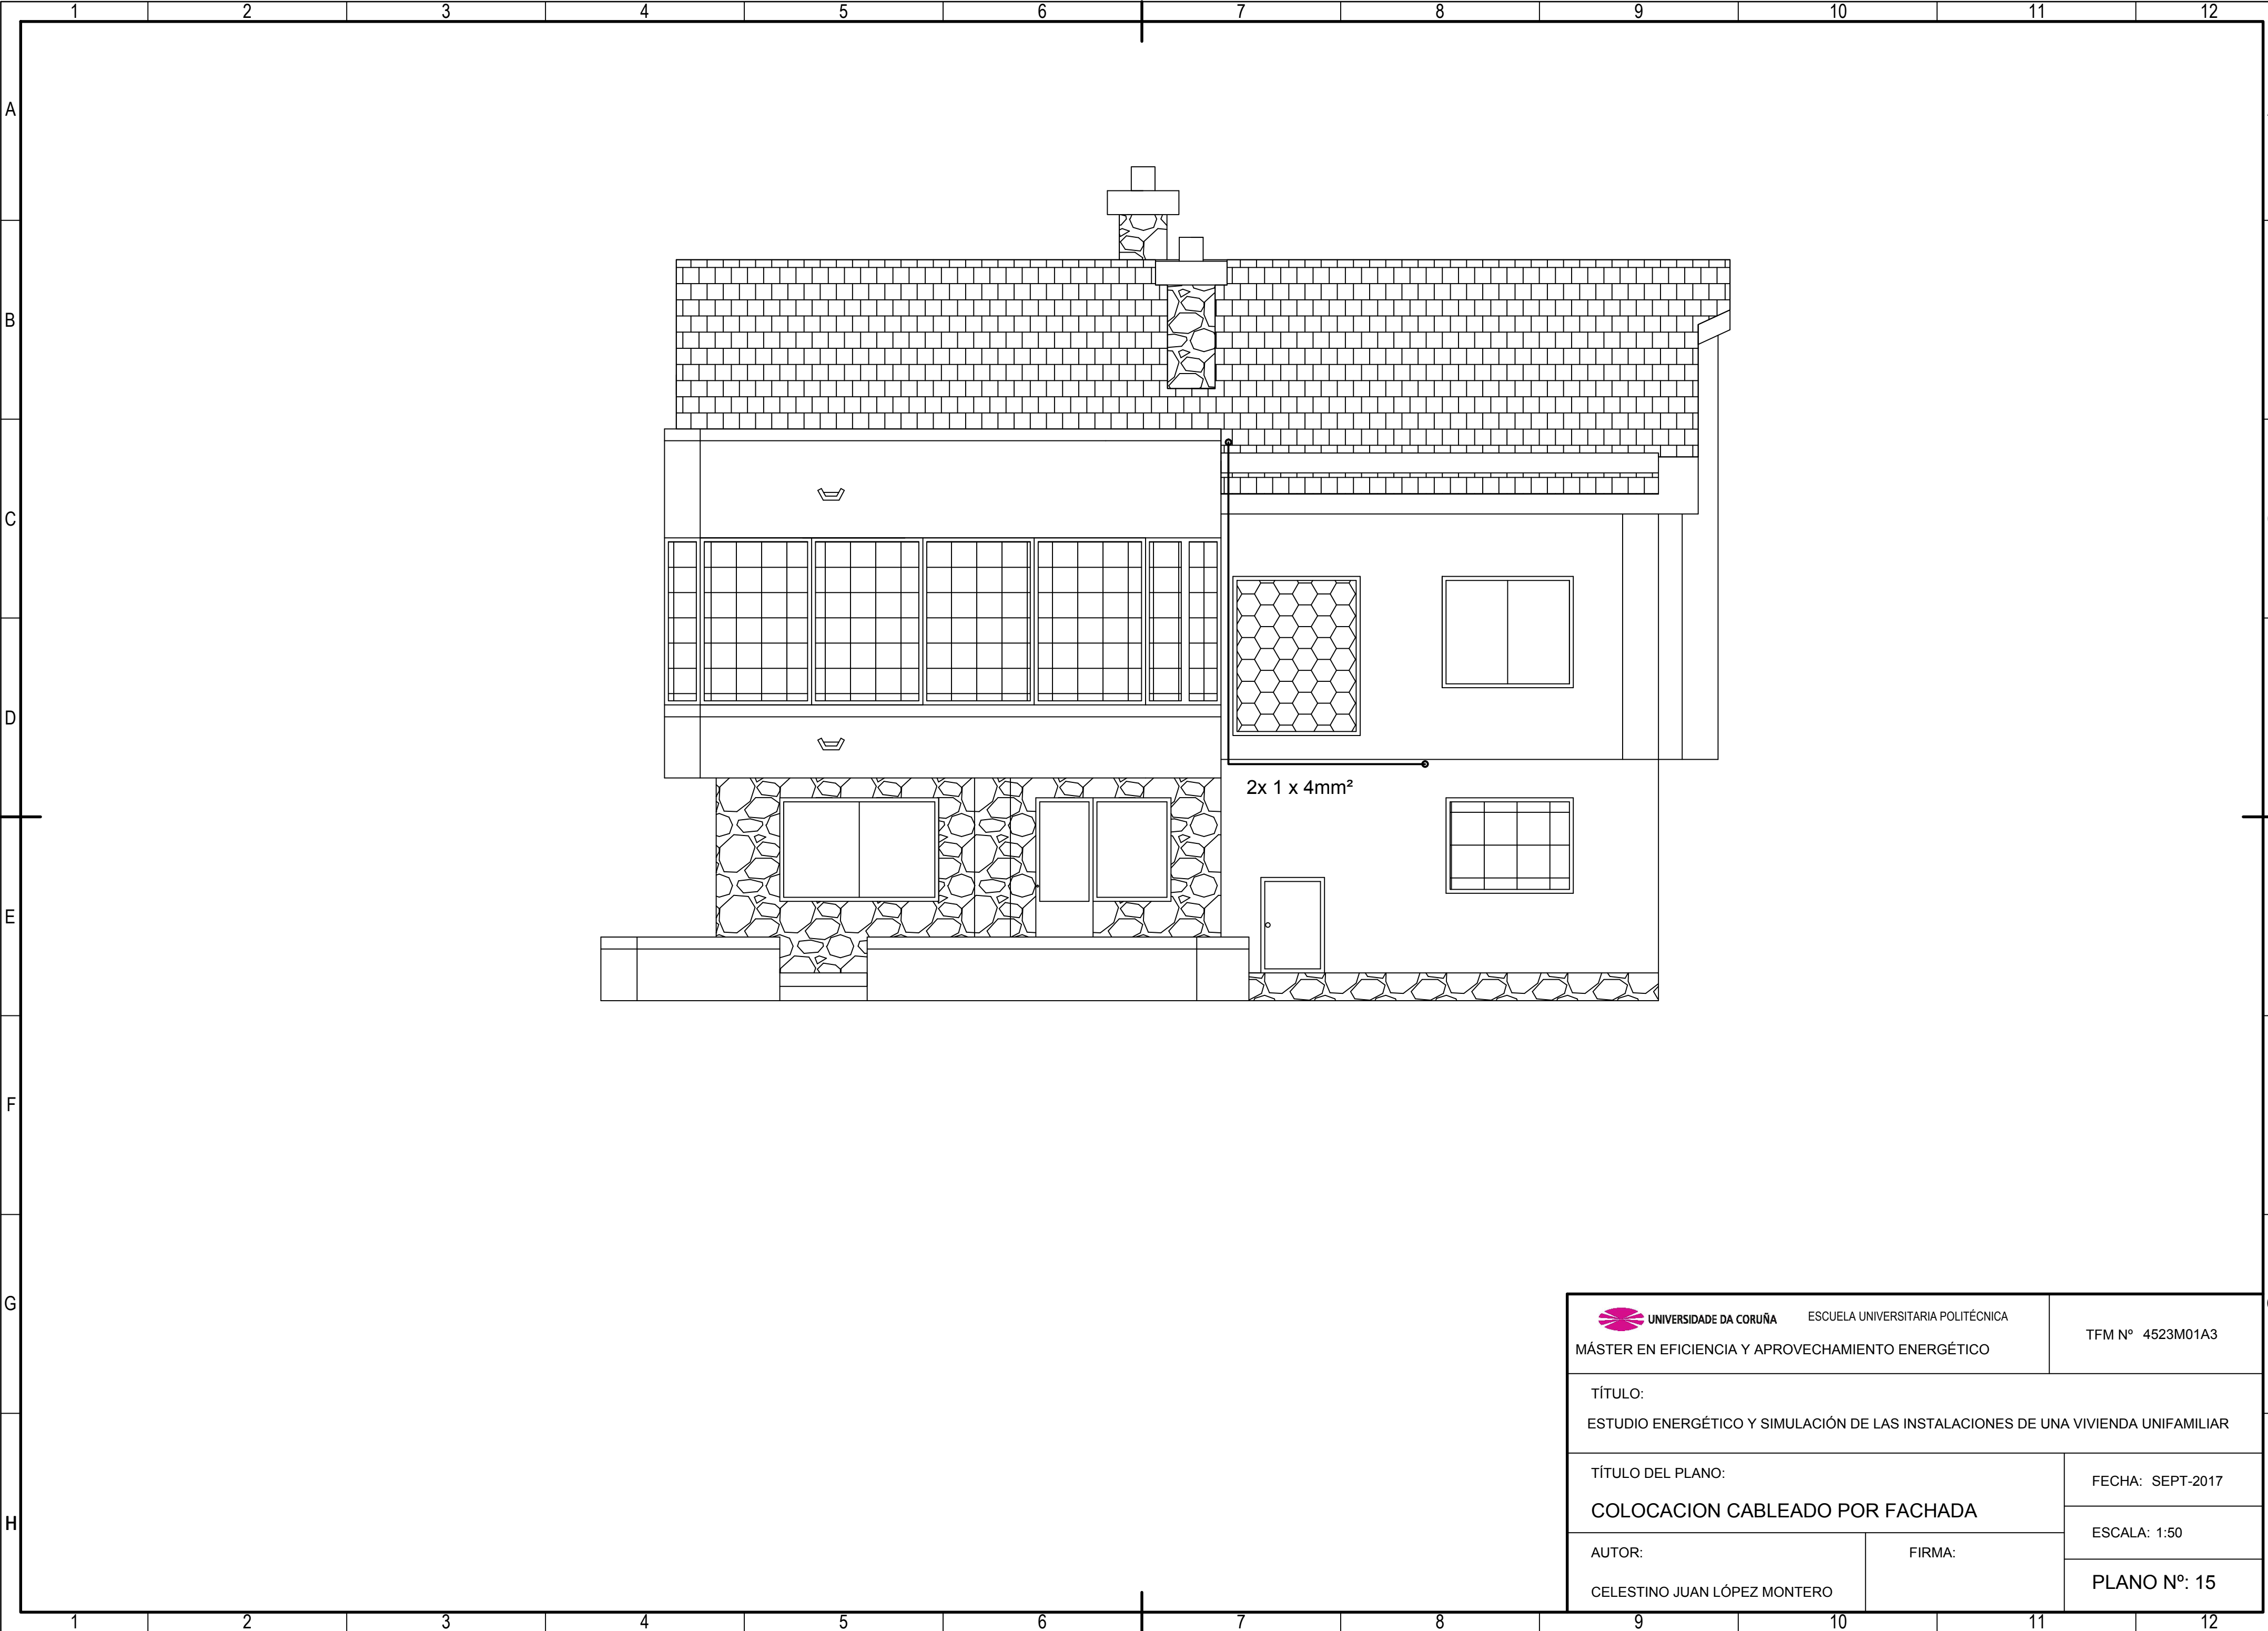 1 2 3 4 5 6 7 8 9 10 11 12
A
B
C
D
E
F
G
H
2x 1 x 4mm²
UNIVERSIDADE DA CORUÑA ESCUELA UNIVERSITARIA POLITÉCNICA
MÁSTER EN EFICIENCIA Y APROVECHAMIENTO ENERGÉTICO
TFM Nº 4523M01A3
TÍTULO:
ESTUDIO ENERGÉTICO Y SIMULACIÓN DE LAS INSTALACIONES DE UNA VIVIENDA UNIFAMILIAR
TÍTULO DEL PLANO:
COLOCACION CABLEADO POR FACHADA
FECHA: SEPT-2017
ESCALA: 1:50
AUTOR:
CELESTINO JUAN LÓPEZ MONTERO
FIRMA:
PLANO Nº: 15
1 2 3 4 5 6 7 8 9 10 11 12